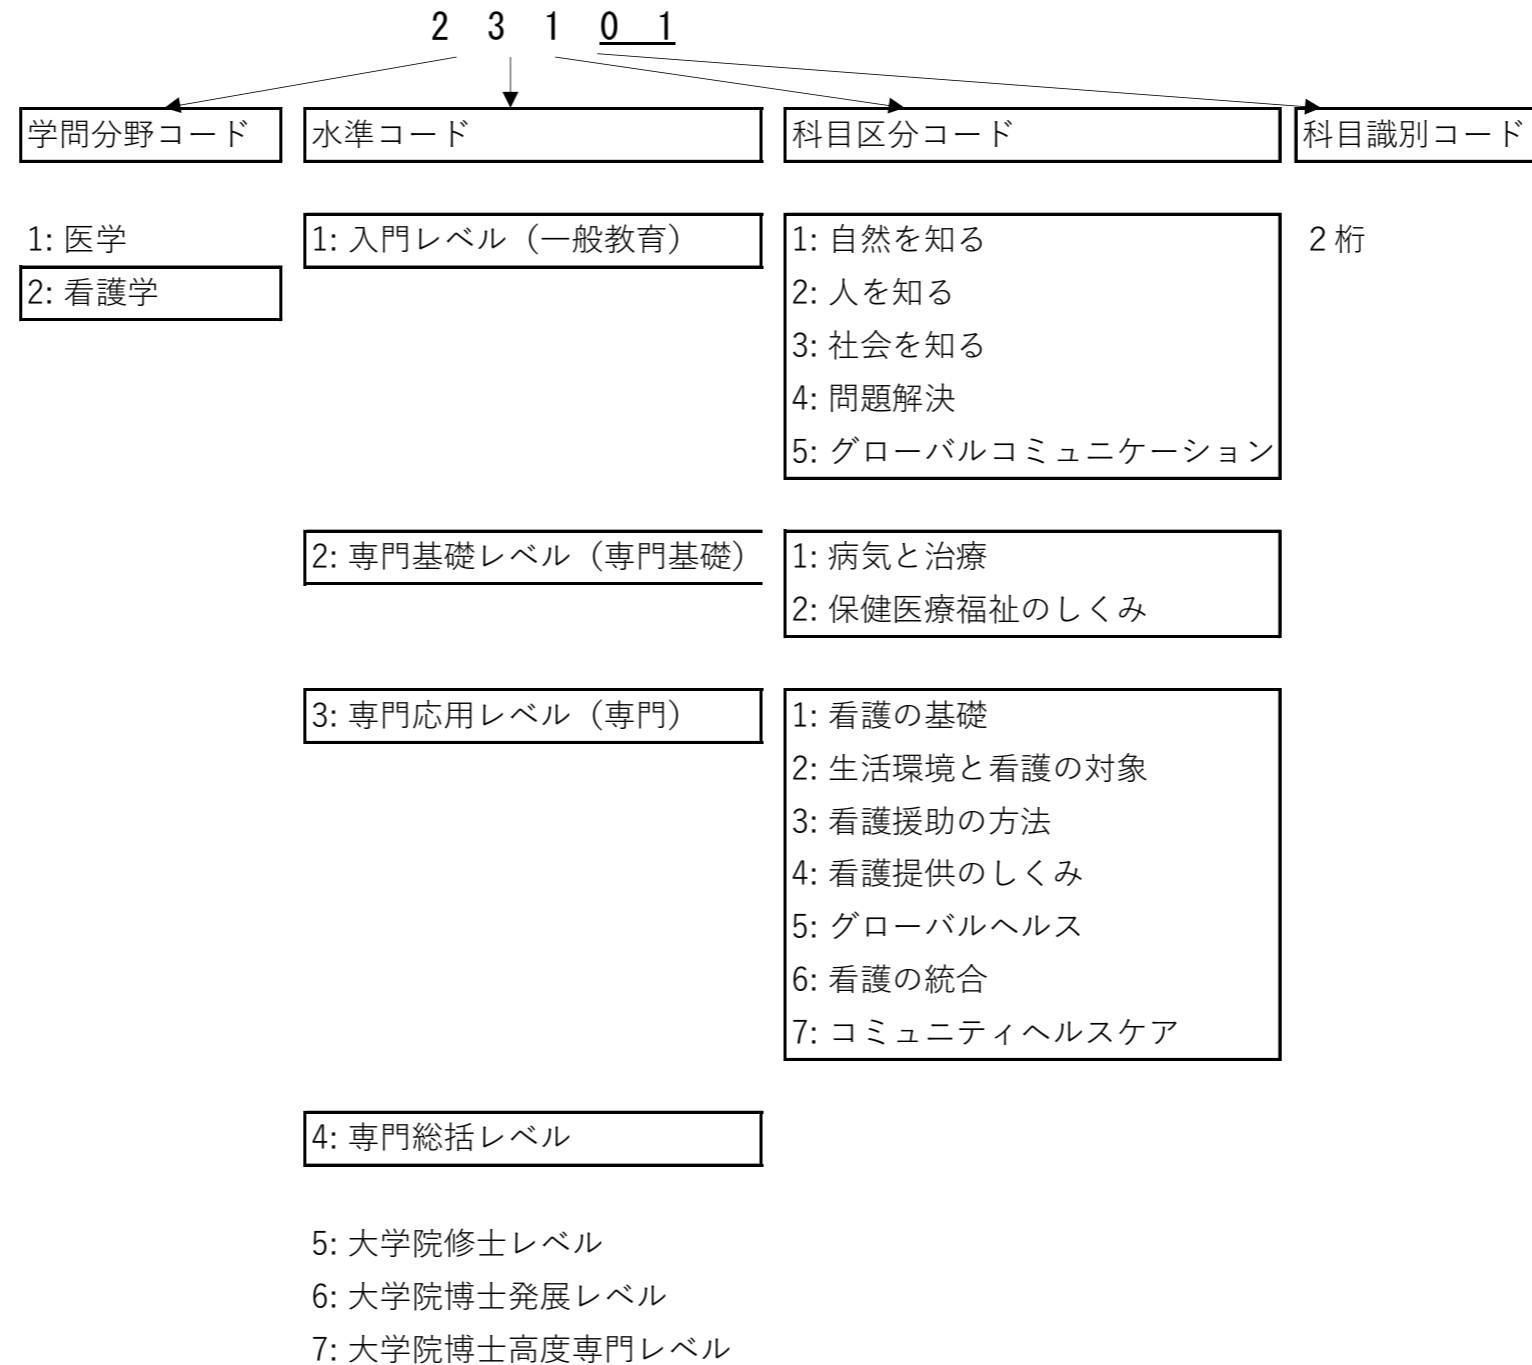 2 3 1 0 1
学問分野コード 水準コード 科目区分コード 科目識別コード
1: 医学 1: 入門レベル（一般教育） 1: 自然を知る ２桁
2: 看護学 2: 人を知る
3: 社会を知る
4: 問題解決
5: グローバルコミュニケーション
2: 専門基礎レベル（専門基礎） 1: 病気と治療
2: 保健医療福祉のしくみ
3: 専門応用レベル（専門） 1: 看護の基礎
2: 生活環境と看護の対象
3: 看護援助の方法
4: 看護提供のしくみ
5: グローバルヘルス
6: 看護の統合
7: コミュニティヘルスケア
4: 専門総括レベル
5: 大学院修士レベル
6: 大学院博士発展レベル
7: 大学院博士高度専門レベル